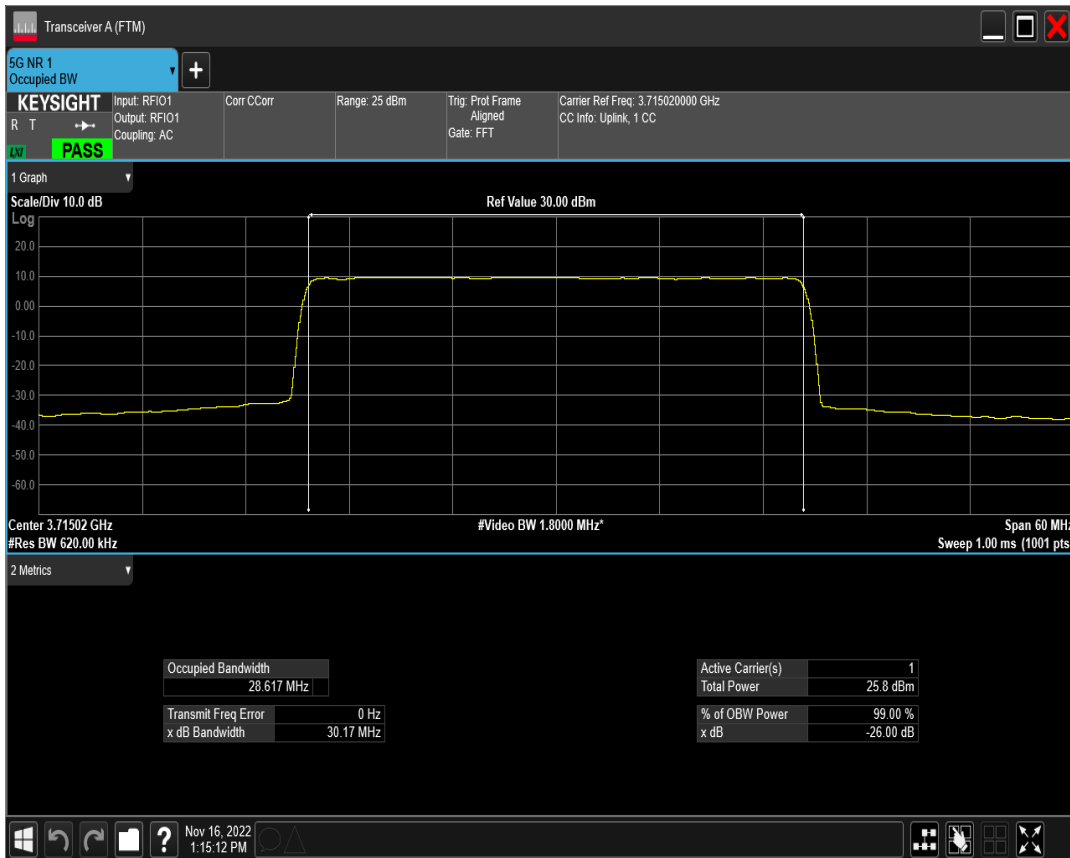 Transceiver A (FTM)
5G NR 1
Occupied BW
+
KEYSIGHT
R T
LXI
PASS
Input: RFIO1
Output: RFIO1
Coupling: AC
Corr CCorr
Range: 25 dBm
Trig: Prot Frame
Aligned
Gate: FFT
Carrier Ref Freq: 3.715020000 GHz
CC Info: Uplink, 1 CC
1 Graph
Scale/Div 10.0 dB
Ref Value 30.00 dBm
Log
20.0
10.0
0.00
-10.0
-20.0
-30.0
-40.0
-50.0
-60.0
Center 3.71502 GHz
#Video BW 1.8000 MHz*
Span 60 MHz
#Res BW 620.00 kHz
Sweep 1.00 ms (1001 pts
2 Metrics
Occupied Bandwidth
28.617 MHz
Transmit Freq Error 0 Hz
x dB Bandwidth 30.17 MHz
Active Carrier(s) 1
Total Power 25.8 dBm
% of OBW Power 99.00 %
x dB -26.00 dB
?
Nov 16, 2022
1:15:12 PM